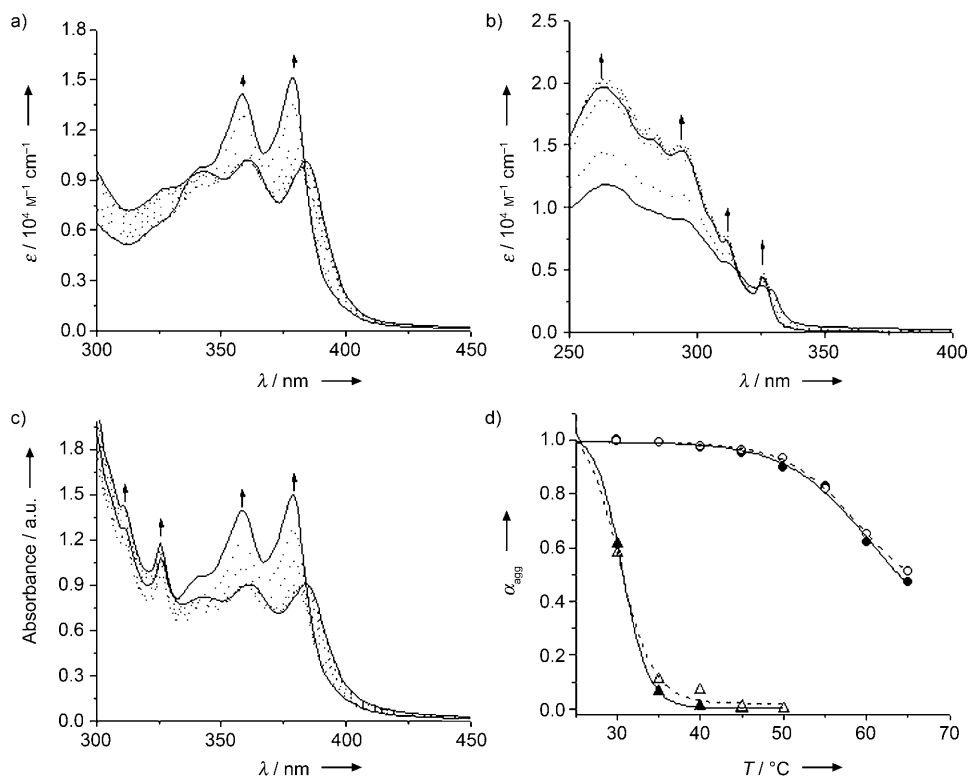 a)
1.8
1.5
1.2
0.9
0.6
0.3
0.0
ε / 10⁴ M⁻¹ cm⁻¹
300 350 400 450
λ / nm
b)
2.5
2.0
1.5
1.0
0.5
0.0
ε / 10⁴ M⁻¹ cm⁻¹
250 300 350 400
λ / nm
c)
1.8
1.5
1.2
0.9
0.6
0.3
0.0
Absorbance / a.u.
300 350 400 450
λ / nm
d)
1.0
0.8
0.6
0.4
0.2
0.0
α agg
30 40 50 60 70
T / °C